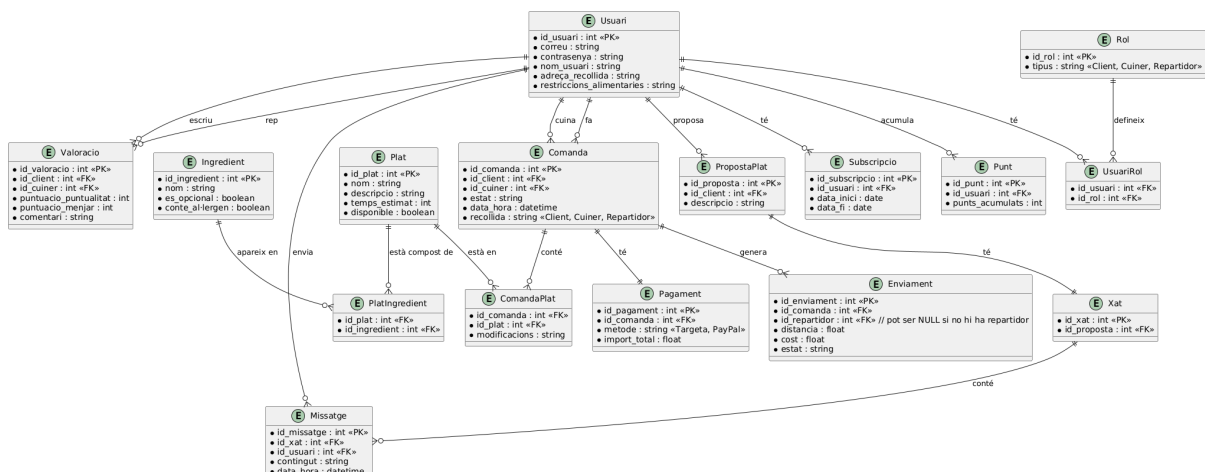 E Usuari
id_usuari : int «PK»
correu : string
contrasenya : string
nom_usuari : string
adreça_recollida : string
restriccions_alimentaries : string
E Rol
id_rol : int «PK»
tipus : string «Client, Cuiner, Repartidor»
escriu
rep
cuina
fa
proposa
té
acumula
té
defineix
E Valoracio
id_valoracio : int «PK»
id_client : int «FK»
id_cuiner : int «FK»
puntuacio_puntualitat : int
puntuacio_menjar : int
comentari : string
E Ingredient
id_ingredient : int «PK»
nom : string
es_opcional : boolean
conte_al·lergen : boolean
E Plat
id_plat : int «PK»
nom : string
descripcio : string
temps_estimat : int
disponible : boolean
E Comanda
id_comanda : int «PK»
id_client : int «FK»
id_cuiner : int «FK»
estat : string
data_hora : datetime
recollida : string «Client, Cuiner, Repartidor»
E PropostaPlat
id_proposta : int «PK»
id_client : int «FK»
descripcio : string
E Subscripcio
id_subscripcio : int «PK»
id_usuari : int «FK»
data_inici : date
data_fi : date
E Punt
id_punt : int «PK»
id_usuari : int «FK»
punts_acumulats : int
E UsuariRol
id_usuari : int «FK»
id_rol : int «FK»
apareix en
envia
està compost de
està en
conté
té
genera
té
E PlatIngredient
id_plat : int «FK»
id_ingredient : int «FK»
E ComandaPlat
id_comanda : int «FK»
id_plat : int «FK»
modificacions : string
E Pagament
id_pagament : int «PK»
id_comanda : int «FK»
metode : string «Targeta, PayPal»
import_total : float
E Enviament
id_enviament : int «PK»
id_comanda : int «FK»
id_repartidor : int «FK» // pot ser NULL si no hi ha repartidor
distancia : float
cost : float
estat : string
E Xat
id_xat : int «PK»
id_proposta : int «FK»
conté
E Missatge
id_missatge : int «PK»
id_xat : int «FK»
id_usuari : int «FK»
contingut : string
data_hora : datetime